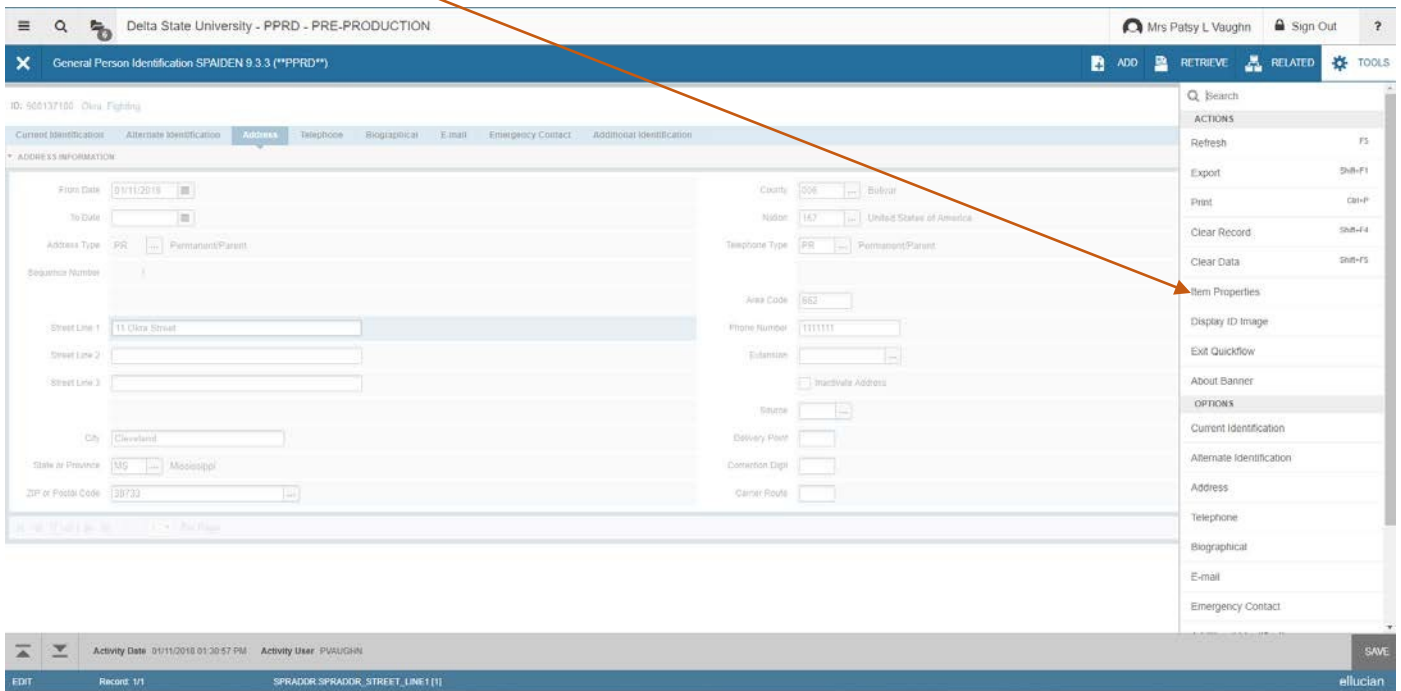 Delta State University - PPRD - PRE-PRODUCTION
Mrs Patsy L Vaughn
Sign Out
?
General Person Identification SPAIDEN 9.3.3 (**PPRD**)
ADD
RETRIEVE
RELATED
TOOLS
ID: 900137100 Okra Fighting
Current Identification Alternate Identification Address Telephone Biographical E-mail Emergency Contact Additional Identification
ADDRESS INFORMATION
From Date 01/11/2018
To Date
Address Type PR ... Permanent/Parent
Sequence Number 1
Street Line 1 11 Okra Street
Street Line 2
Street Line 3
City Cleveland
State or Province MS ... Mississippi
ZIP or Postal Code 38733 ...
County 006 ... Bolivar
Nation 157 ... United States of America
Telephone Type PR ... Permanent/Parent
Area Code 662
Phone Number 1111111
Extension ...
Inactivate Address
Source ...
Delivery Point
Correction Digit
Carrier Route
Per Page
Search
ACTIONS
Refresh F5
Export Shift+F1
Print Ctrl+P
Clear Record Shift+F4
Clear Data Shift+F5
Item Properties
Display ID Image
Exit Quickflow
About Banner
OPTIONS
Current Identification
Alternate Identification
Address
Telephone
Biographical
E-mail
Emergency Contact
Activity Date 01/11/2018 01:30:57 PM Activity User PVAUGHN
SAVE
EDIT Record: 1/1 SPRADDR.SPRADDR_STREET_LINE1 [1]
ellucian